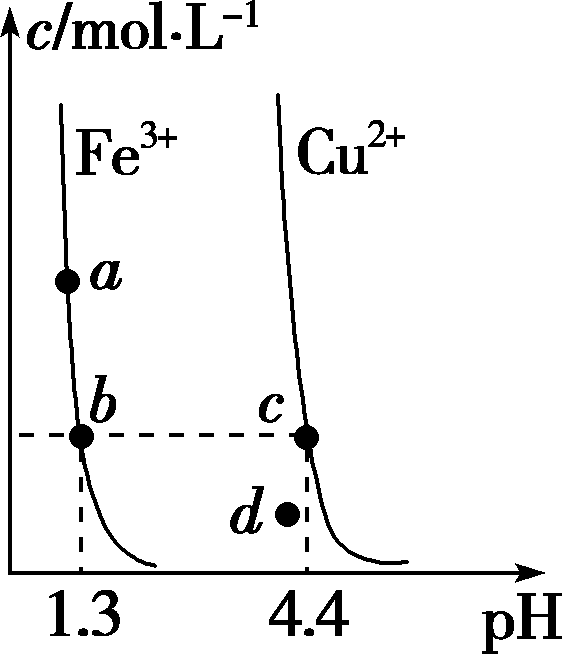 c/mol·L⁻¹
Fe³⁺ Cu²⁺
a
b c
d
1.3 4.4 pH